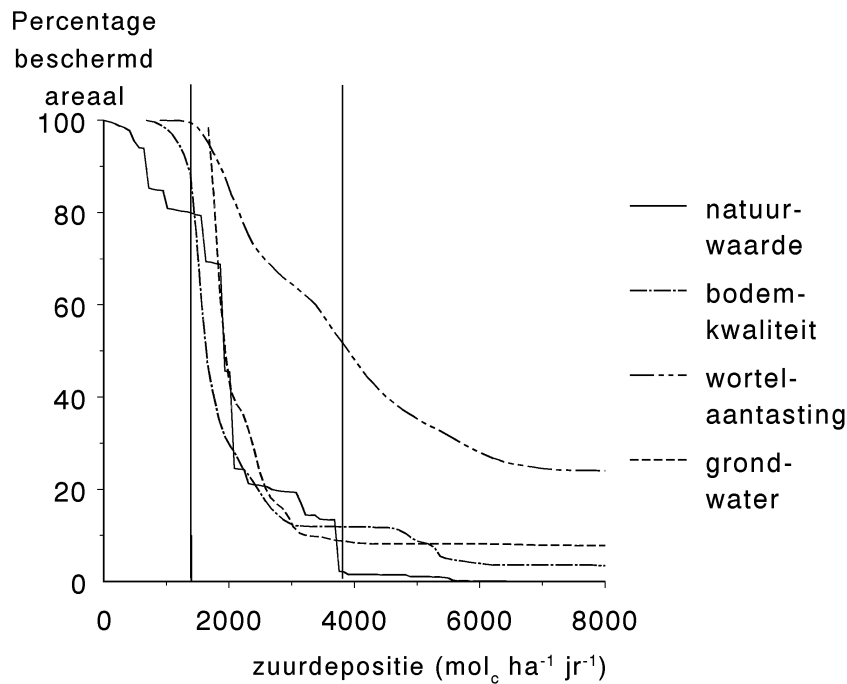 Percentage
beschermd
areaal
100
80
60
40
20
0
0 2000 4000 6000 8000
zuurdepositie (mol_c ha⁻¹ jr⁻¹)
natuur-
waarde
bodem-
kwaliteit
wortel-
aantasting
grond-
water